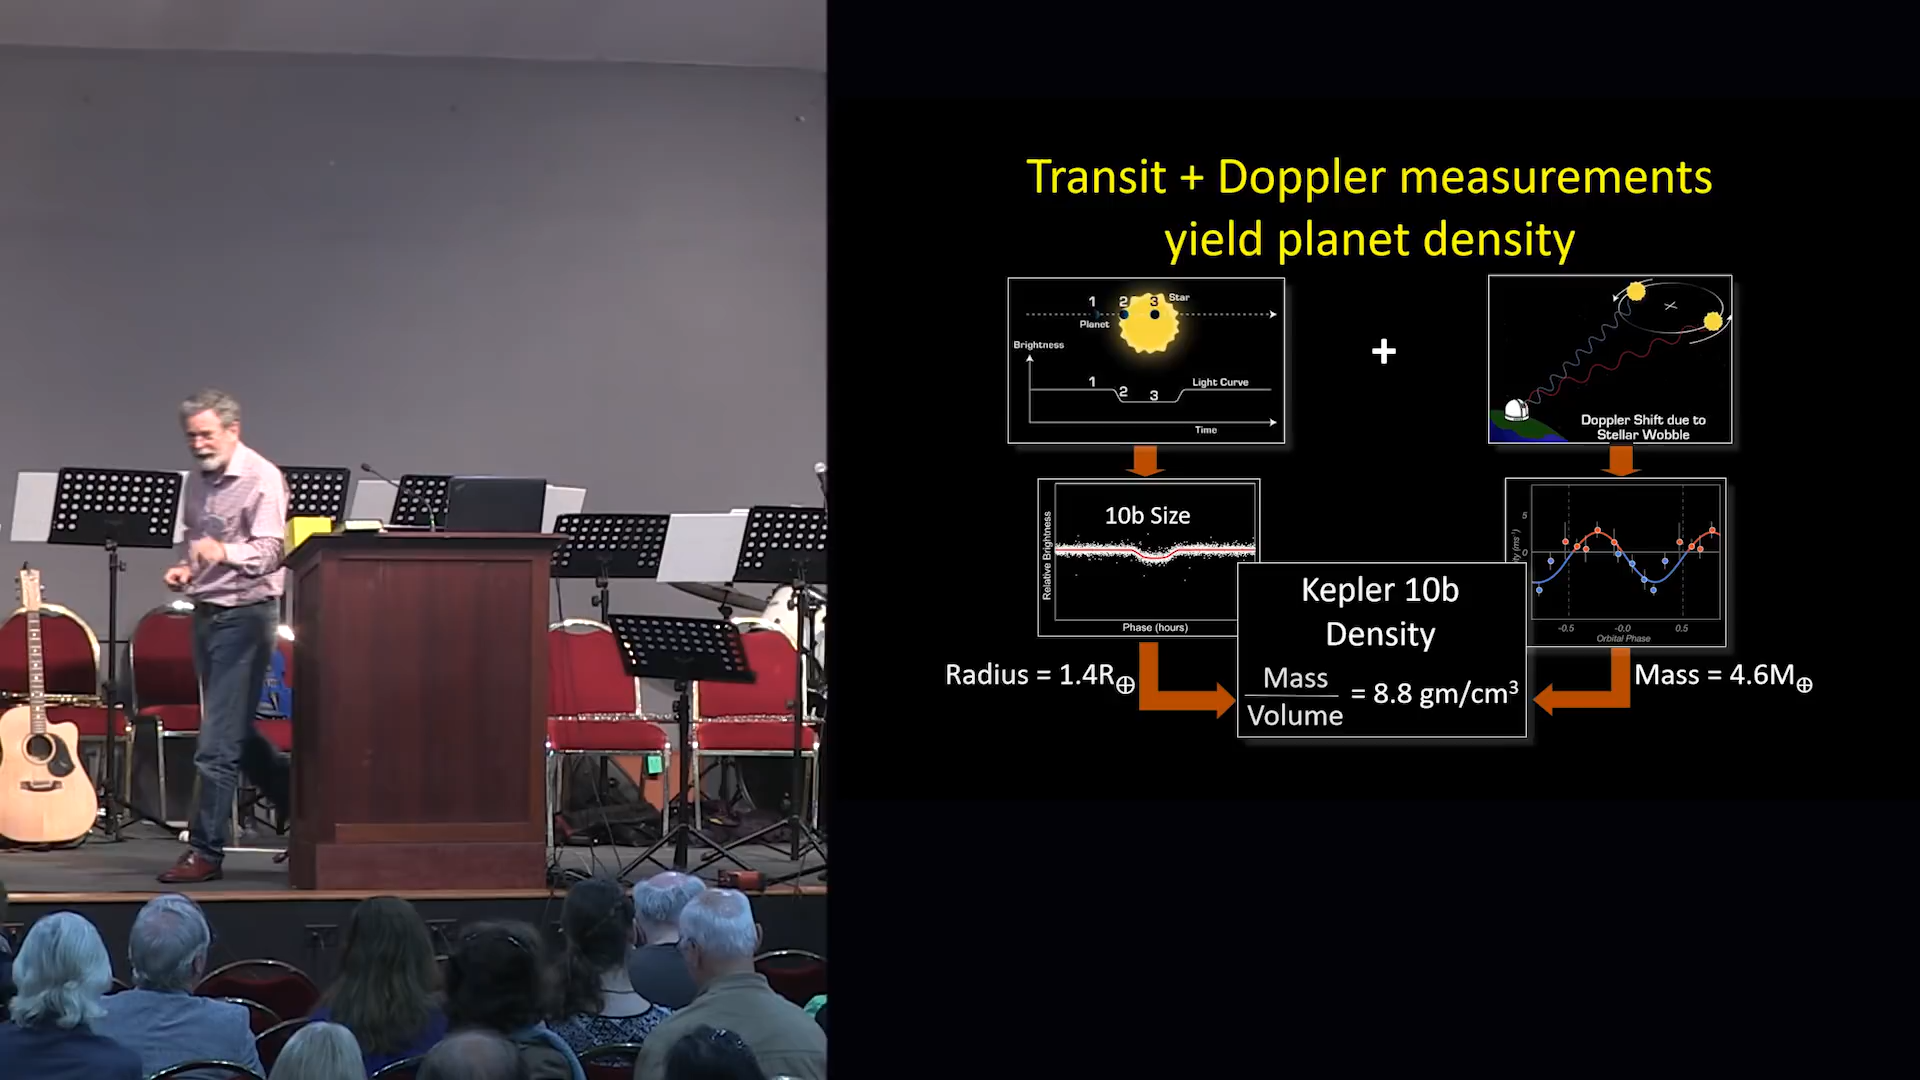 Transit + Doppler measurements
yield planet density
1 2 3 Star
Planet
Brightness
1 2 3 Light Curve
Time
+
Doppler Shift due to
Stellar Wobble
10b Size
Relative Brightness
Phase (hours)
5
0
-0.5 -0.0 0.5
Orbital Phase
Radius = 1.4R⊕
Kepler 10b
Density
Mass
Volume
= 8.8 gm/cm³
Mass = 4.6M⊕